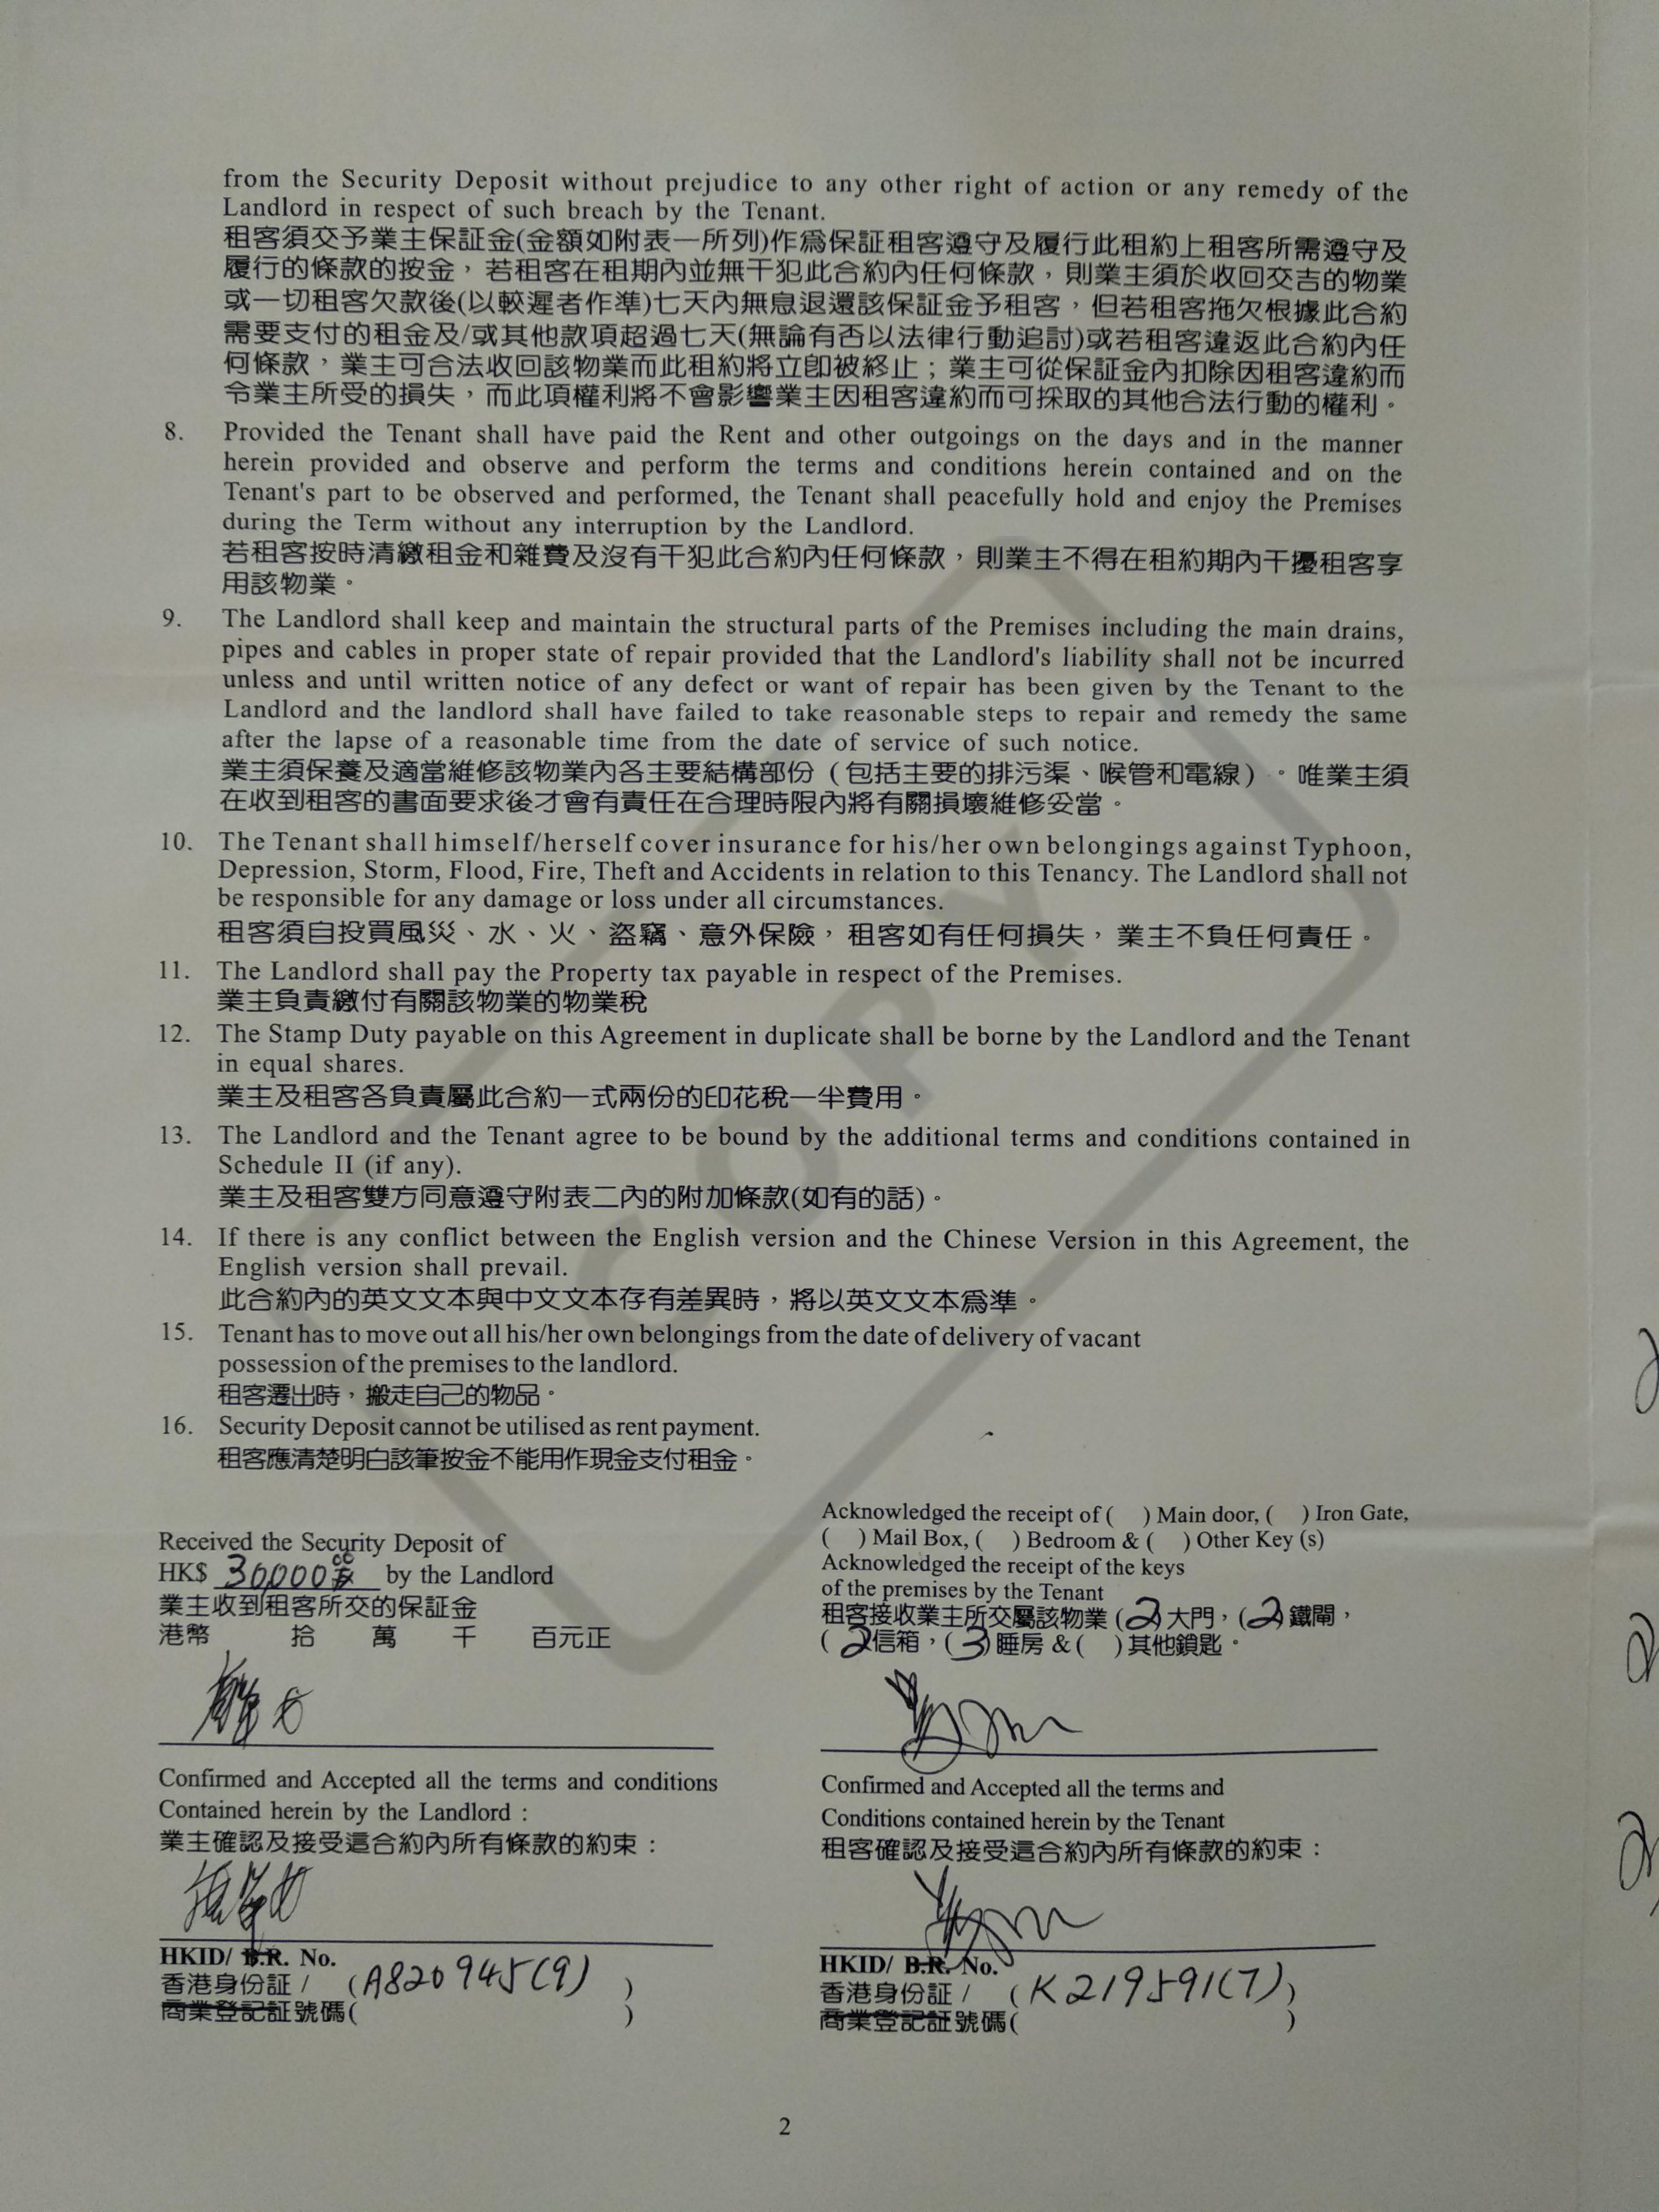 from the Security Deposit without prejudice to any other right of action or any remedy of the
Landlord in respect of such breach by the Tenant.
租客須交予業主保証金(金額如附表一所列)作為保証租客遵守及履行此租約上租客所需遵守及
履行的條款的按金，若租客在租期內並無干犯此合約內任何條款，則業主須於收回交吉的物業
或一切租客欠款後(以較遲者作準)七天內無息退還該保証金予租客，但若租客拖欠根據此合約
需要支付的租金及/或其他款項超過七天(無論有否以法律行動追討)或若租客違返此合約內任
何條款，業主可合法收回該物業而此租約將立即被終止；業主可從保証金內扣除因租客違約而
令業主所受的損失，而此項權利將不會影響業主因租客違約而可採取的其他合法行動的權利。
8. Provided the Tenant shall have paid the Rent and other outgoings on the days and in the manner
herein provided and observe and perform the terms and conditions herein contained and on the
Tenant's part to be observed and performed, the Tenant shall peacefully hold and enjoy the Premises
during the Term without any interruption by the Landlord.
若租客按時清繳租金和雜費及沒有干犯此合約內任何條款，則業主不得在租約期內干擾租客享
用該物業。
9. The Landlord shall keep and maintain the structural parts of the Premises including the main drains,
pipes and cables in proper state of repair provided that the Landlord's liability shall not be incurred
unless and until written notice of any defect or want of repair has been given by the Tenant to the
Landlord and the landlord shall have failed to take reasonable steps to repair and remedy the same
after the lapse of a reasonable time from the date of service of such notice.
業主須保養及適當維修該物業內各主要結構部份（包括主要的排污渠、喉管和電線）。唯業主須
在收到租客的書面要求後才會有責任在合理時限內將有關損壞維修妥當。
10. The Tenant shall himself/herself cover insurance for his/her own belongings against Typhoon,
Depression, Storm, Flood, Fire, Theft and Accidents in relation to this Tenancy. The Landlord shall not
be responsible for any damage or loss under all circumstances.
租客須自投買風災、水、火、盜竊、意外保險，租客如有任何損失，業主不負任何責任。
11. The Landlord shall pay the Property tax payable in respect of the Premises.
業主負責繳付有關該物業的物業稅
12. The Stamp Duty payable on this Agreement in duplicate shall be borne by the Landlord and the Tenant
in equal shares.
業主及租客各負責屬此合約一式兩份的印花稅一半費用。
13. The Landlord and the Tenant agree to be bound by the additional terms and conditions contained in
Schedule II (if any).
業主及租客雙方同意遵守附表二內的附加條款(如有的話)。
14. If there is any conflict between the English version and the Chinese Version in this Agreement, the
English version shall prevail.
此合約內的英文文本與中文文本存有差異時，將以英文文本為準。
15. Tenant has to move out all his/her own belongings from the date of delivery of vacant
possession of the premises to the landlord.
租客遷出時，搬走自己的物品。
16. Security Deposit cannot be utilised as rent payment.
租客應清楚明白該筆按金不能用作現金支付租金。
COPY
Received the Security Deposit of
HK$ 30,000 00 by the Landlord
業主收到租客所交的保証金
港幣 拾 萬 千 百元正
Acknowledged the receipt of ( ) Main door, ( ) Iron Gate,
( ) Mail Box, ( ) Bedroom & ( ) Other Key (s)
Acknowledged the receipt of the keys
of the premises by the Tenant
租客接收業主所交屬該物業 (2) 大門，(2) 鐵閘，
(2) 信箱，(3) 睡房 & ( ) 其他鎖匙。
Confirmed and Accepted all the terms and conditions
Contained herein by the Landlord :
業主確認及接受這合約內所有條款的約束：
HKID/ B.R. No.
香港身份証 / (A820945(9) )
商業登記証號碼( )
Confirmed and Accepted all the terms and
Conditions contained herein by the Tenant
租客確認及接受這合約內所有條款的約束：
HKID/ B.R. No.
香港身份証 / (K219591(7))
商業登記証號碼( )
2